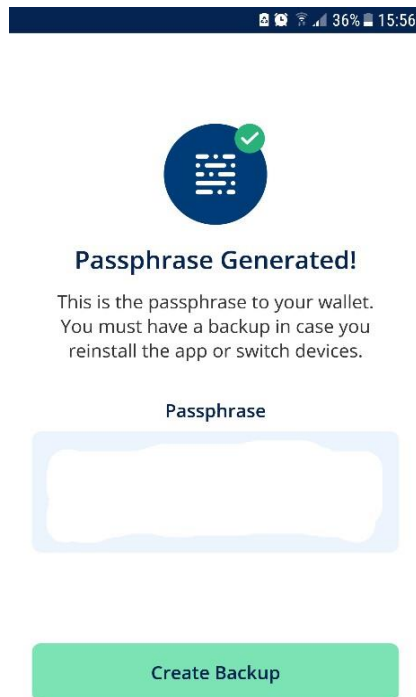 36% 15:56
Passphrase Generated!
This is the passphrase to your wallet.
You must have a backup in case you
reinstall the app or switch devices.
Passphrase
Create Backup